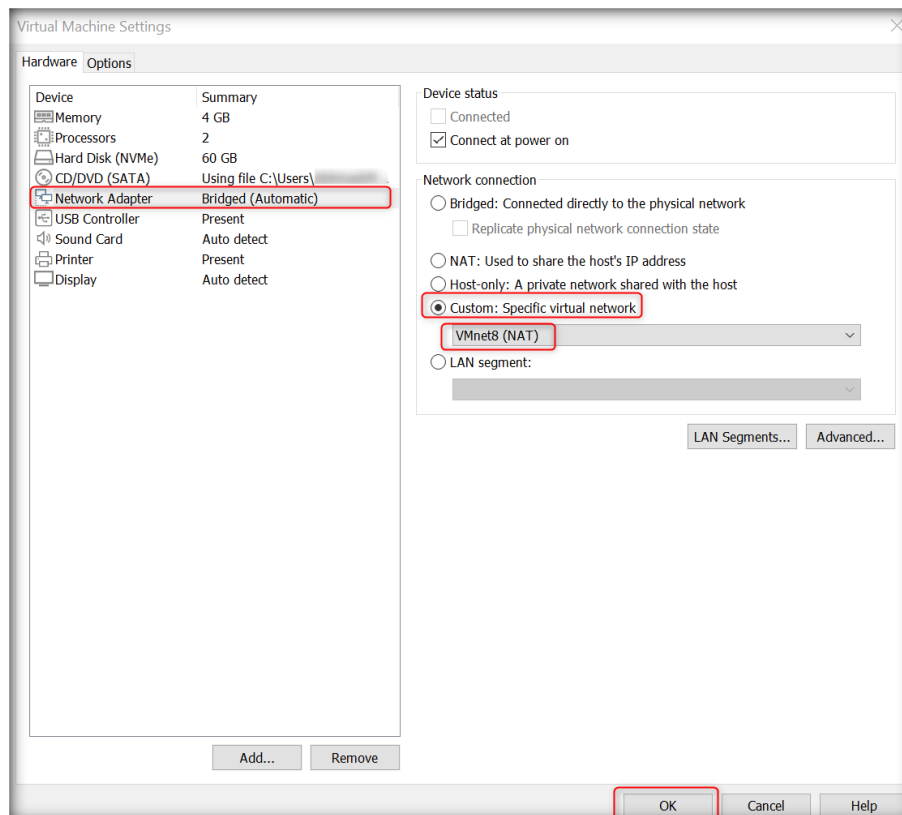 Virtual Machine Settings
Hardware Options
Device Summary
Memory 4 GB
Processors 2
Hard Disk (NVMe) 60 GB
CD/DVD (SATA) Using file C:\Users\
Network Adapter Bridged (Automatic)
USB Controller Present
Sound Card Auto detect
Printer Present
Display Auto detect
Add... Remove
Device status
Connected
Connect at power on
Network connection
Bridged: Connected directly to the physical network
Replicate physical network connection state
NAT: Used to share the host's IP address
Host-only: A private network shared with the host
Custom: Specific virtual network
VMnet8 (NAT)
LAN segment:
LAN Segments... Advanced...
OK Cancel Help